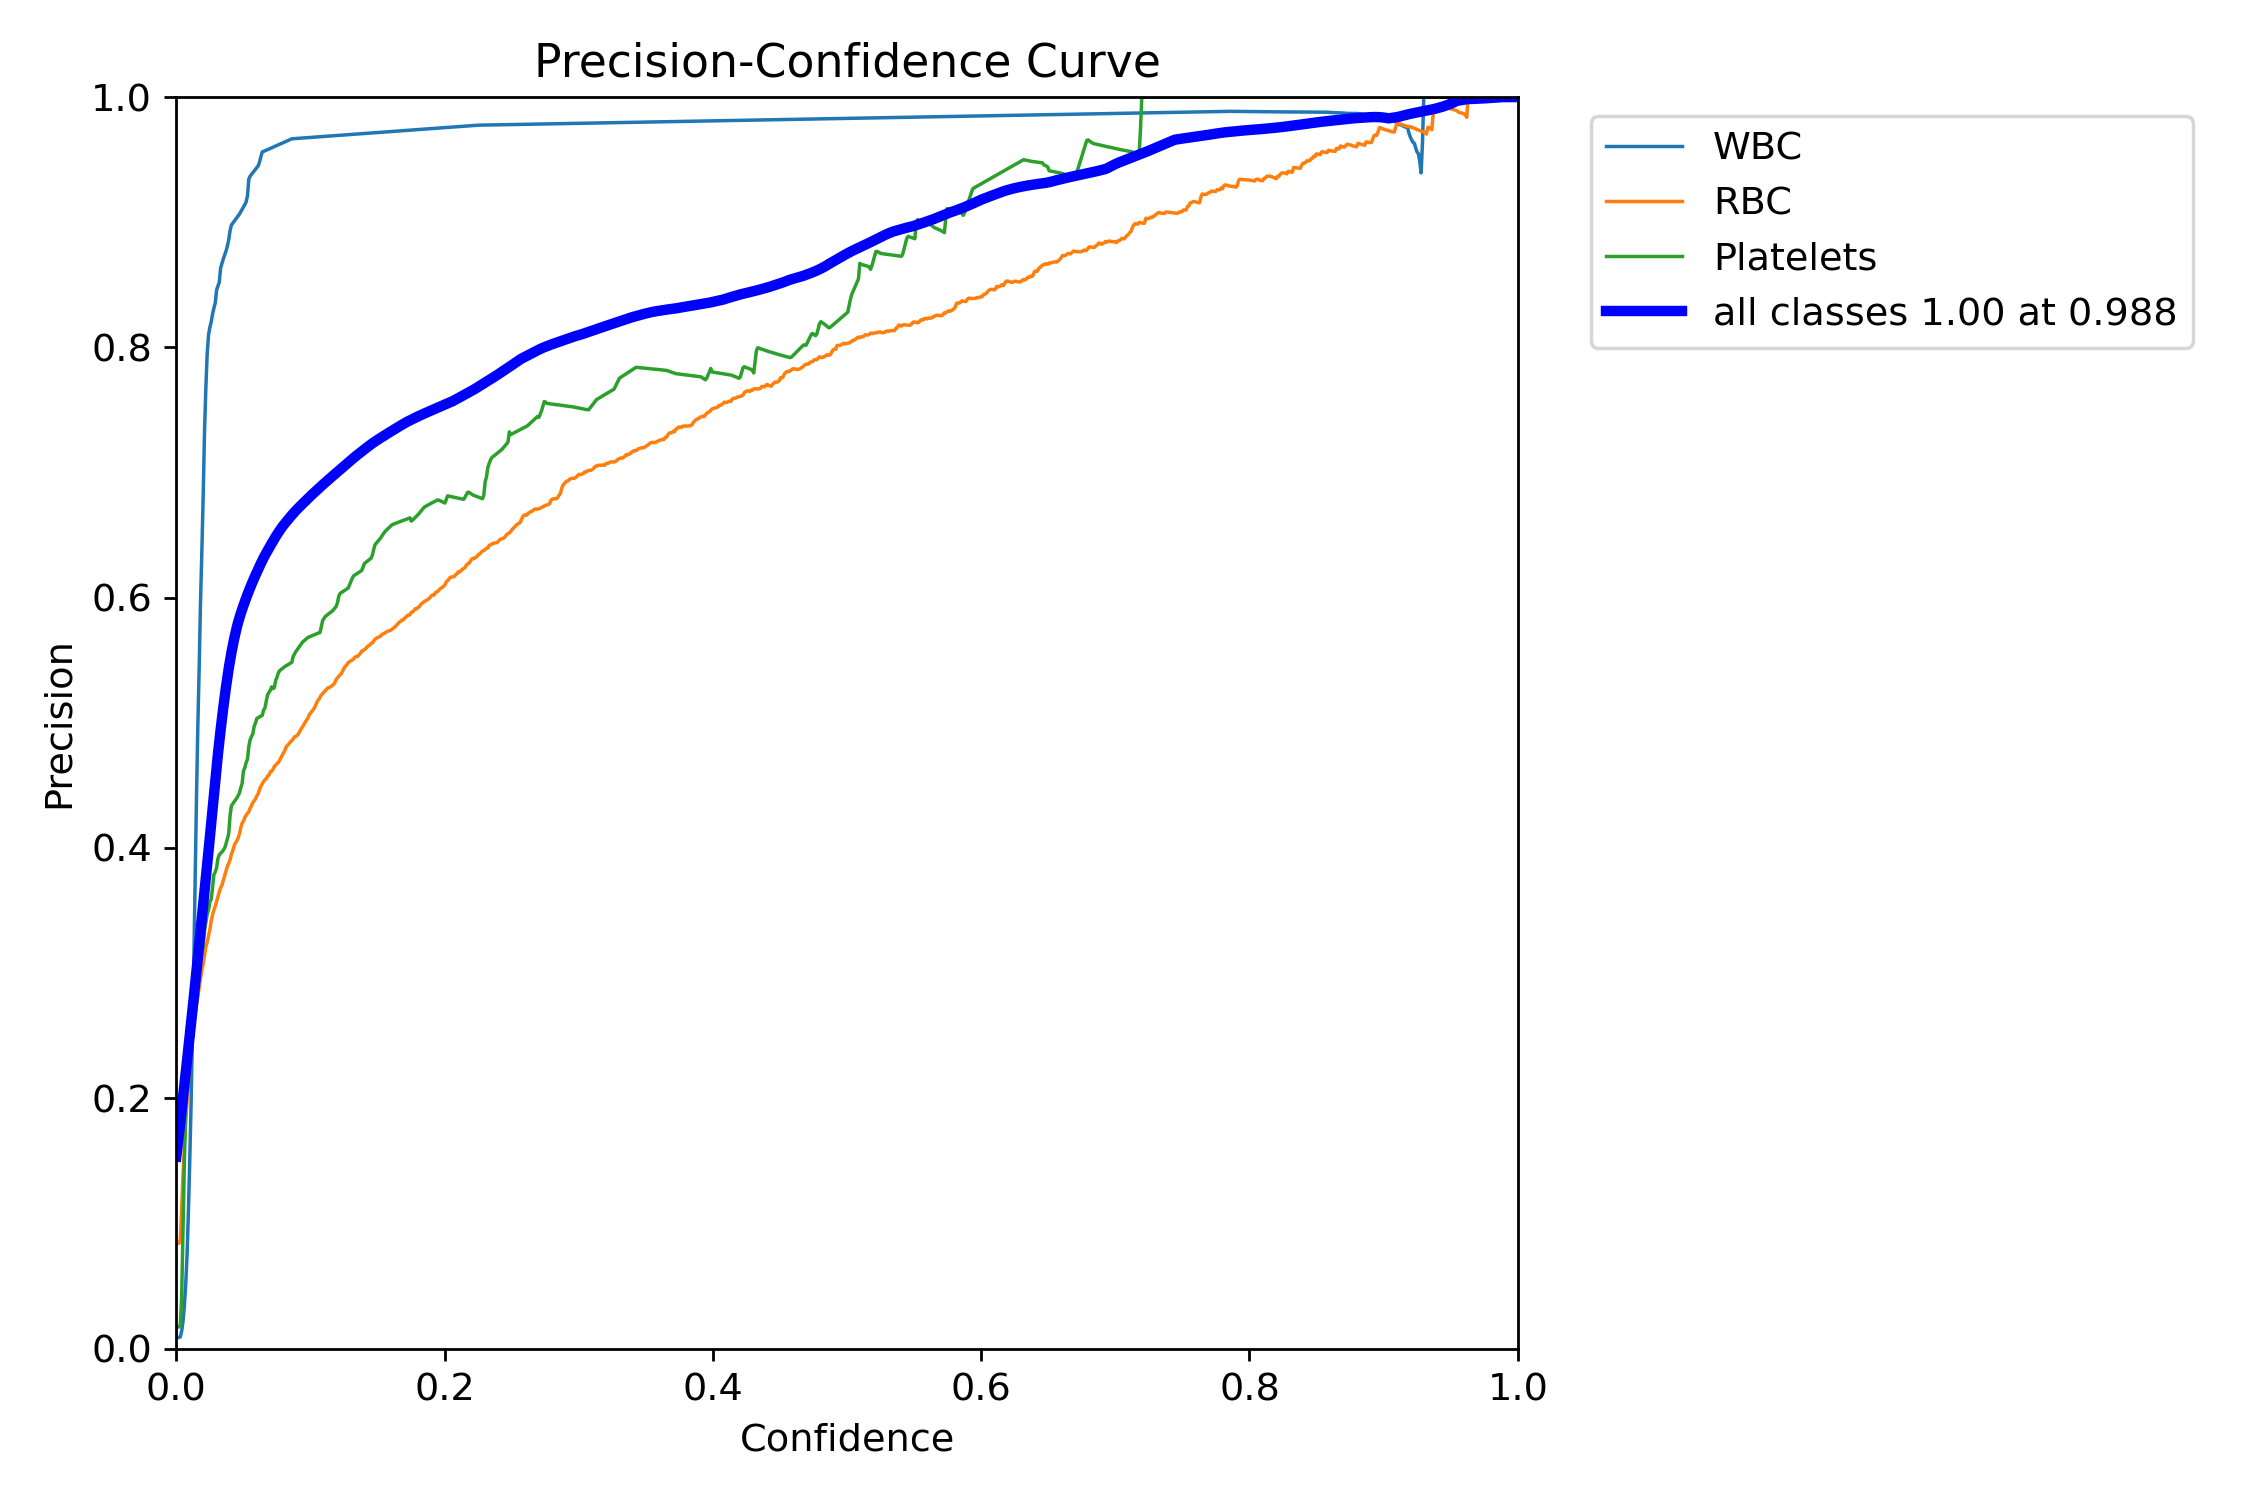 Precision-Confidence Curve
1.0
0.8
0.6
0.4
0.2
0.0
Precision
0.0 0.2 0.4 0.6 0.8 1.0
Confidence
WBC
RBC
Platelets
all classes 1.00 at 0.988